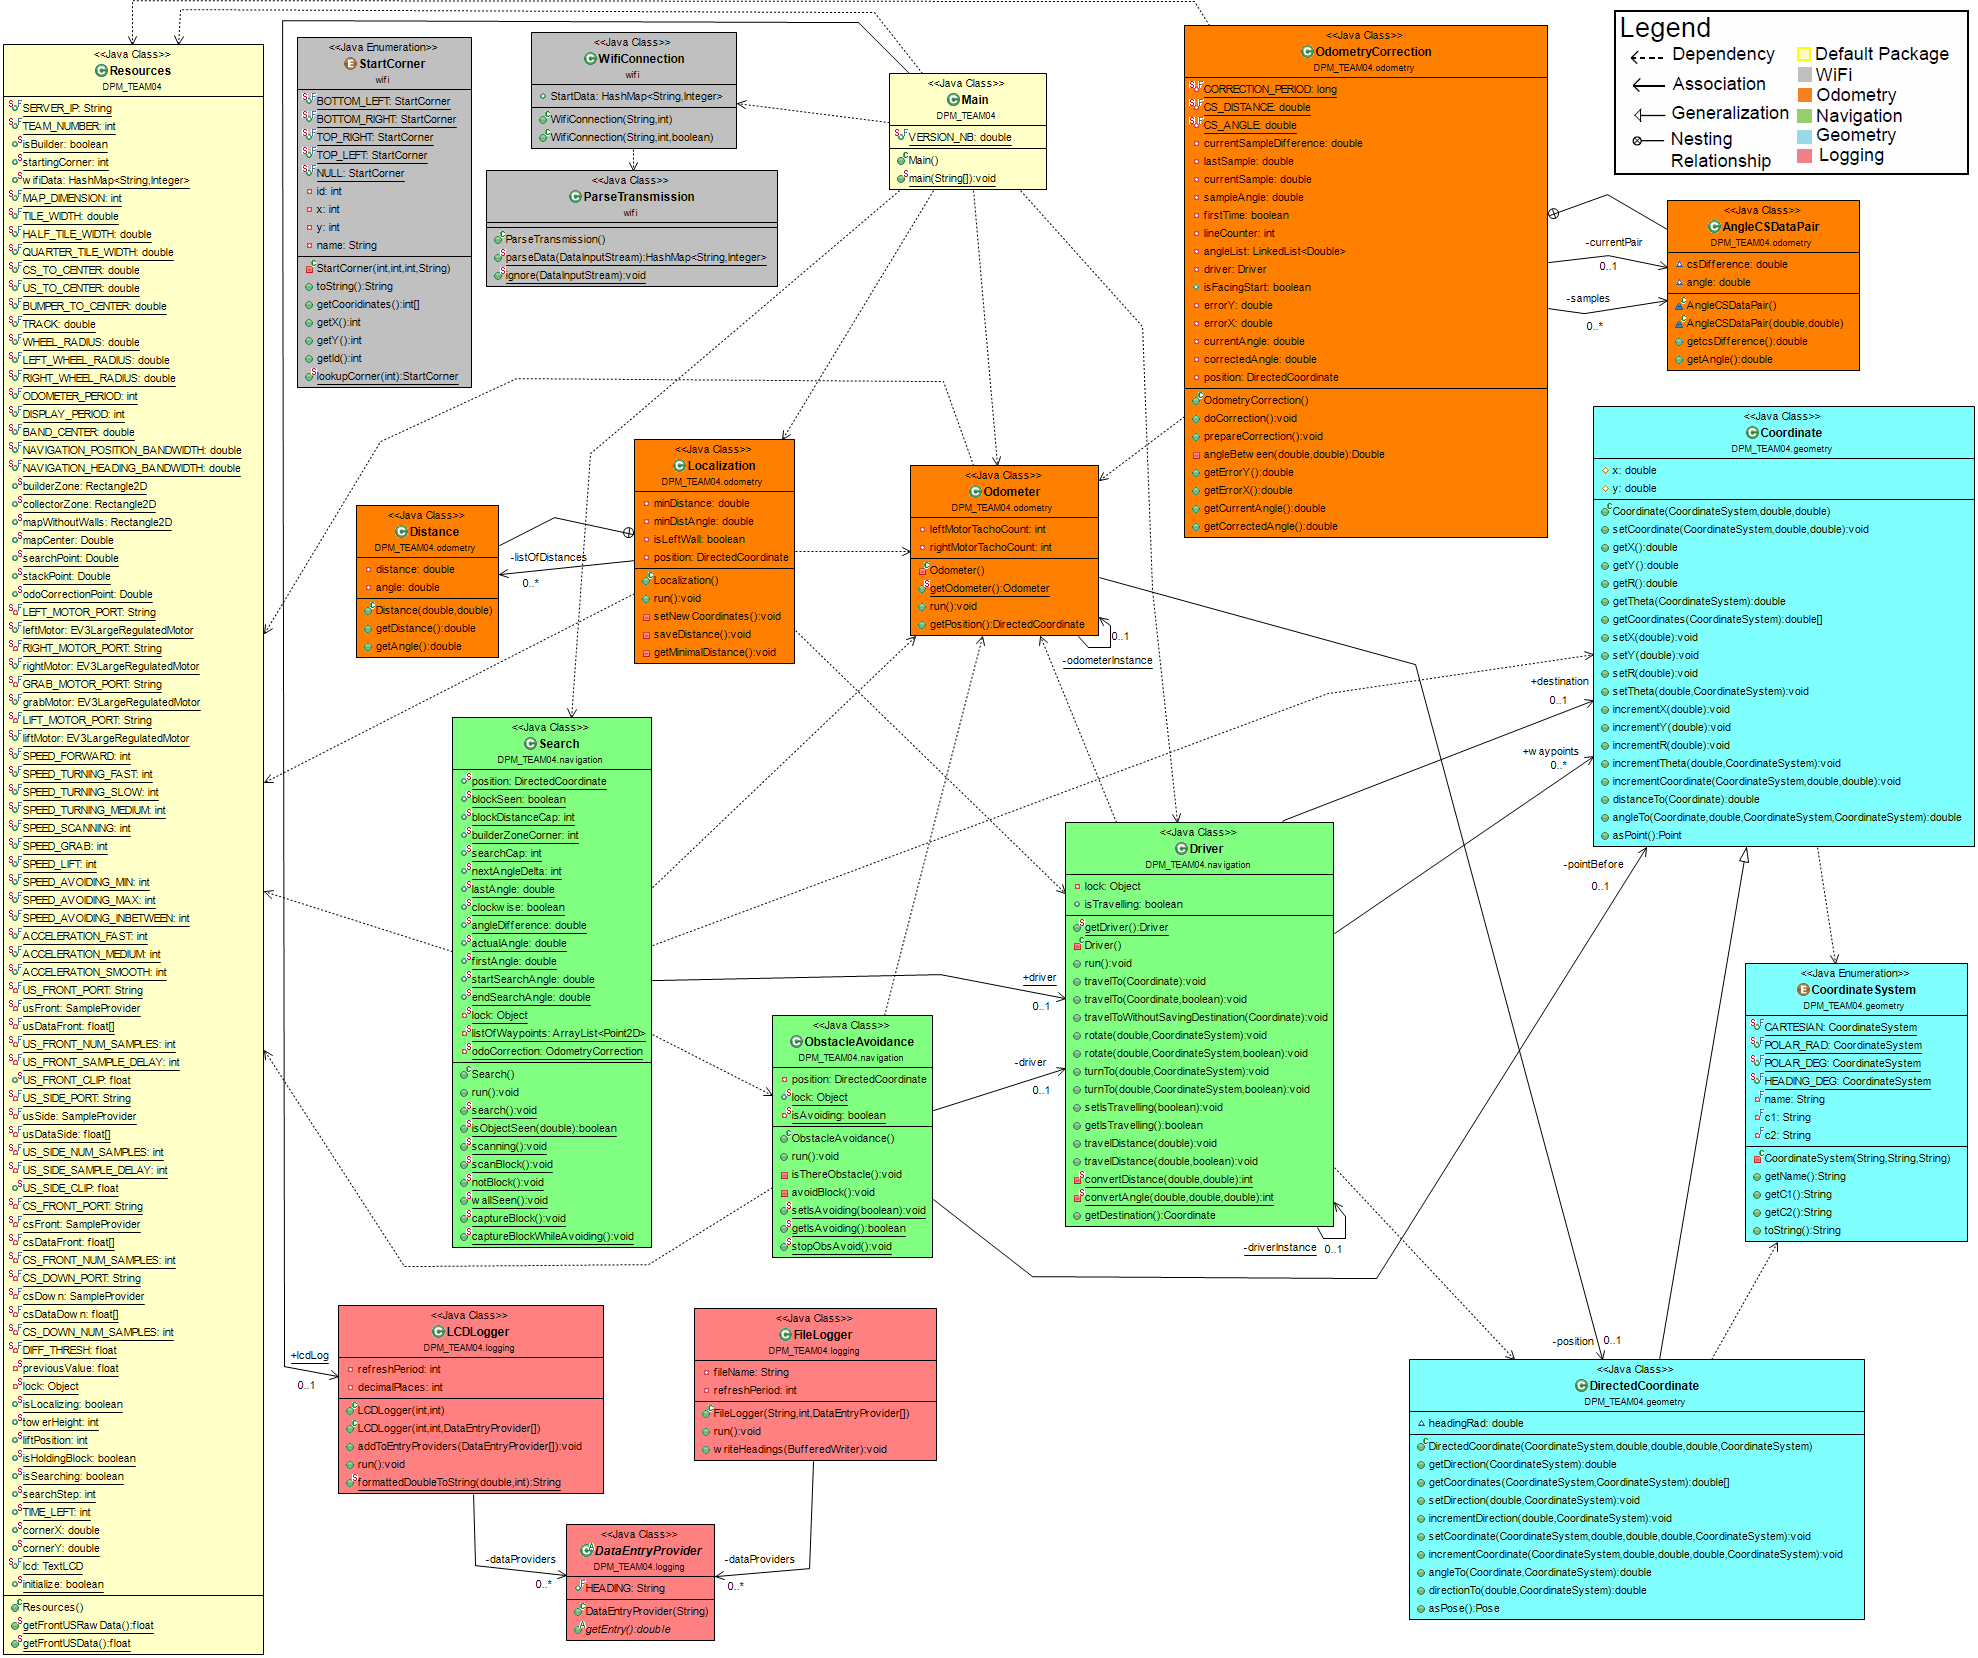 <<Java Class>>
Resources
DPM_TEAM04
SERVER_IP: String
TEAM_NUMBER: int
isBuilder: boolean
startingCorner: int
wifiData: HashMap<String,Integer>
MAP_DIMENSION: int
TILE_WIDTH: double
HALF_TILE_WIDTH: double
QUARTER_TILE_WIDTH: double
CS_TO_CENTER: double
US_TO_CENTER: double
BUMPER_TO_CENTER: double
TRACK: double
WHEEL_RADIUS: double
LEFT_WHEEL_RADIUS: double
RIGHT_WHEEL_RADIUS: double
ODOMETER_PERIOD: int
DISPLAY_PERIOD: int
BAND_CENTER: double
NAVIGATION_POSITION_BANDWIDTH: double
NAVIGATION_HEADING_BANDWIDTH: double
builderZone: Rectangle2D
collectorZone: Rectangle2D
mapWithoutWalls: Rectangle2D
mapCenter: Double
searchPoint: Double
stackPoint: Double
odoCorrectionPoint: Double
LEFT_MOTOR_PORT: String
leftMotor: EV3LargeRegulatedMotor
RIGHT_MOTOR_PORT: String
rightMotor: EV3LargeRegulatedMotor
GRAB_MOTOR_PORT: String
grabMotor: EV3LargeRegulatedMotor
LIFT_MOTOR_PORT: String
liftMotor: EV3LargeRegulatedMotor
SPEED_FORWARD: int
SPEED_TURNING_FAST: int
SPEED_TURNING_SLOW: int
SPEED_TURNING_MEDIUM: int
SPEED_SCANNING: int
SPEED_GRAB: int
SPEED_LIFT: int
SPEED_AVOIDING_MIN: int
SPEED_AVOIDING_MAX: int
SPEED_AVOIDING_INBETWEEN: int
ACCELERATION_FAST: int
ACCELERATION_MEDIUM: int
ACCELERATION_SMOOTH: int
US_FRONT_PORT: String
usFront: SampleProvider
usDataFront: float[]
US_FRONT_NUM_SAMPLES: int
US_FRONT_SAMPLE_DELAY: int
US_FRONT_CLIP: float
US_SIDE_PORT: String
usSide: SampleProvider
usDataSide: float[]
US_SIDE_NUM_SAMPLES: int
US_SIDE_SAMPLE_DELAY: int
US_SIDE_CLIP: float
CS_FRONT_PORT: String
csFront: SampleProvider
csDataFront: float[]
CS_FRONT_NUM_SAMPLES: int
CS_DOWN_PORT: String
csDown: SampleProvider
csDataDown: float[]
CS_DOWN_NUM_SAMPLES: int
DIFF_THRESH: float
previousValue: float
lock: Object
isLocalizing: boolean
towerHeight: int
liftPosition: int
isHoldingBlock: boolean
isSearching: boolean
searchStep: int
TIME_LEFT: int
cornerX: double
cornerY: double
lcd: TextLCD
initialize: boolean
Resources()
getFrontUSRawData():float
getFrontUSData():float
<<Java Enumeration>>
StartCorner
wifi
BOTTOM_LEFT: StartCorner
BOTTOM_RIGHT: StartCorner
TOP_RIGHT: StartCorner
TOP_LEFT: StartCorner
NULL: StartCorner
id: int
x: int
y: int
name: String
StartCorner(int,int,int,String)
toString():String
getCooridinates():int[]
getX():int
getY():int
getId():int
lookupCorner(int):StartCorner
<<Java Class>>
WifiConnection
wifi
StartData: HashMap<String,Integer>
WifiConnection(String,int)
WifiConnection(String,int,boolean)
<<Java Class>>
ParseTransmission
wifi
ParseTransmission()
parseData(DataInputStream):HashMap<String,Integer>
ignore(DataInputStream):void
<<Java Class>>
Main
DPM_TEAM04
VERSION_NB: double
Main()
main(String[]):void
<<Java Class>>
OdometryCorrection
DPM_TEAM04.odometry
CORRECTION_PERIOD: long
CS_DISTANCE: double
CS_ANGLE: double
currentSampleDifference: double
lastSample: double
currentSample: double
sampleAngle: double
firstTime: boolean
lineCounter: int
angleList: LinkedList<Double>
driver: Driver
isFacingStart: boolean
errorY: double
errorX: double
currentAngle: double
correctedAngle: double
position: DirectedCoordinate
OdometryCorrection()
doCorrection():void
prepareCorrection():void
angleBetween(double,double):Double
getErrorY():double
getErrorX():double
getCurrentAngle():double
getCorrectedAngle():double
Legend
Dependency
Association
Generalization
Nesting
Relationship
Default Package
WiFi
Odometry
Navigation
Geometry
Logging
<<Java Class>>
AngleCSDataPair
DPM_TEAM04.odometry
csDifference: double
angle: double
AngleCSDataPair()
AngleCSDataPair(double,double)
getcsDifference():double
getAngle():double
-currentPair
0..1
-samples
0..*
<<Java Class>>
Coordinate
DPM_TEAM04.geometry
x: double
y: double
Coordinate(CoordinateSystem,double,double)
setCoordinate(CoordinateSystem,double,double):void
getX():double
getY():double
getR():double
getTheta(CoordinateSystem):double
getCoordinates(CoordinateSystem):double[]
setX(double):void
setY(double):void
setR(double):void
setTheta(double,CoordinateSystem):void
incrementX(double):void
incrementY(double):void
incrementR(double):void
incrementTheta(double,CoordinateSystem):void
incrementCoordinate(CoordinateSystem,double,double):void
distanceTo(Coordinate):double
angleTo(Coordinate,double,CoordinateSystem,CoordinateSystem):double
asPoint():Point
<<Java Class>>
Distance
DPM_TEAM04.odometry
distance: double
angle: double
Distance(double,double)
getDistance():double
getAngle():double
-listOfDistances
0..*
<<Java Class>>
Localization
DPM_TEAM04.odometry
minDistance: double
minDistAngle: double
isLeftWall: boolean
position: DirectedCoordinate
Localization()
run():void
setNewCoordinates():void
saveDistance():void
getMinimalDistance():void
<<Java Class>>
Odometer
DPM_TEAM04.odometry
leftMotorTachoCount: int
rightMotorTachoCount: int
Odometer()
getOdometer():Odometer
run():void
getPosition():DirectedCoordinate
0..1
-odometerInstance
+destination
0..1
+waypoints
0..*
<<Java Class>>
Search
DPM_TEAM04.navigation
position: DirectedCoordinate
blockSeen: boolean
blockDistanceCap: int
builderZoneCorner: int
searchCap: int
nextAngleDelta: int
lastAngle: double
clockwise: boolean
angleDifference: double
actualAngle: double
firstAngle: double
startSearchAngle: double
endSearchAngle: double
lock: Object
listOfWaypoints: ArrayList<Point2D>
odoCorrection: OdometryCorrection
Search()
run():void
search():void
isObjectSeen(double):boolean
scanning():void
scanBlock():void
notBlock():void
wallSeen():void
captureBlock():void
captureBlockWhileAvoiding():void
+driver
0..1
-driver
0..1
<<Java Class>>
ObstacleAvoidance
DPM_TEAM04.navigation
position: DirectedCoordinate
lock: Object
isAvoiding: boolean
ObstacleAvoidance()
run():void
isThereObstacle():void
avoidBlock():void
setIsAvoiding(boolean):void
getIsAvoiding():boolean
stopObsAvoid():void
<<Java Class>>
Driver
DPM_TEAM04.navigation
lock: Object
isTravelling: boolean
getDriver():Driver
Driver()
run():void
travelTo(Coordinate):void
travelTo(Coordinate,boolean):void
travelToWithoutSavingDestination(Coordinate):void
rotate(double,CoordinateSystem):void
rotate(double,CoordinateSystem,boolean):void
turnTo(double,CoordinateSystem):void
turnTo(double,CoordinateSystem,boolean):void
setIsTravelling(boolean):void
getIsTravelling():boolean
travelDistance(double):void
travelDistance(double,boolean):void
convertDistance(double,double):int
convertAngle(double,double,double):int
getDestination():Coordinate
-driverInstance
0..1
-pointBefore
0..1
<<Java Enumeration>>
CoordinateSystem
DPM_TEAM04.geometry
CARTESIAN: CoordinateSystem
POLAR_RAD: CoordinateSystem
POLAR_DEG: CoordinateSystem
HEADING_DEG: CoordinateSystem
name: String
c1: String
c2: String
CoordinateSystem(String,String,String)
getName():String
getC1():String
getC2():String
toString():String
-position
0..1
<<Java Class>>
DirectedCoordinate
DPM_TEAM04.geometry
headingRad: double
DirectedCoordinate(CoordinateSystem,double,double,double,CoordinateSystem)
getDirection(CoordinateSystem):double
getCoordinates(CoordinateSystem,CoordinateSystem):double[]
setDirection(double,CoordinateSystem):void
incrementDirection(double,CoordinateSystem):void
setCoordinate(CoordinateSystem,double,double,double,CoordinateSystem):void
incrementCoordinate(CoordinateSystem,double,double,double,CoordinateSystem):void
angleTo(Coordinate,CoordinateSystem):double
directionTo(double,CoordinateSystem):double
asPose():Pose
+lcdLog
0..1
<<Java Class>>
LCDLogger
DPM_TEAM04.logging
refreshPeriod: int
decimalPlaces: int
LCDLogger(int,int)
LCDLogger(int,int,DataEntryProvider[])
addToEntryProviders(DataEntryProvider[]):void
run():void
formattedDoubleToString(double,int):String
<<Java Class>>
FileLogger
DPM_TEAM04.logging
fileName: String
refreshPeriod: int
FileLogger(String,int,DataEntryProvider[])
run():void
writeHeadings(BufferedWriter):void
-dataProviders
0..*
-dataProviders
0..*
<<Java Class>>
DataEntryProvider
DPM_TEAM04.logging
HEADING: String
DataEntryProvider(String)
getEntry():double